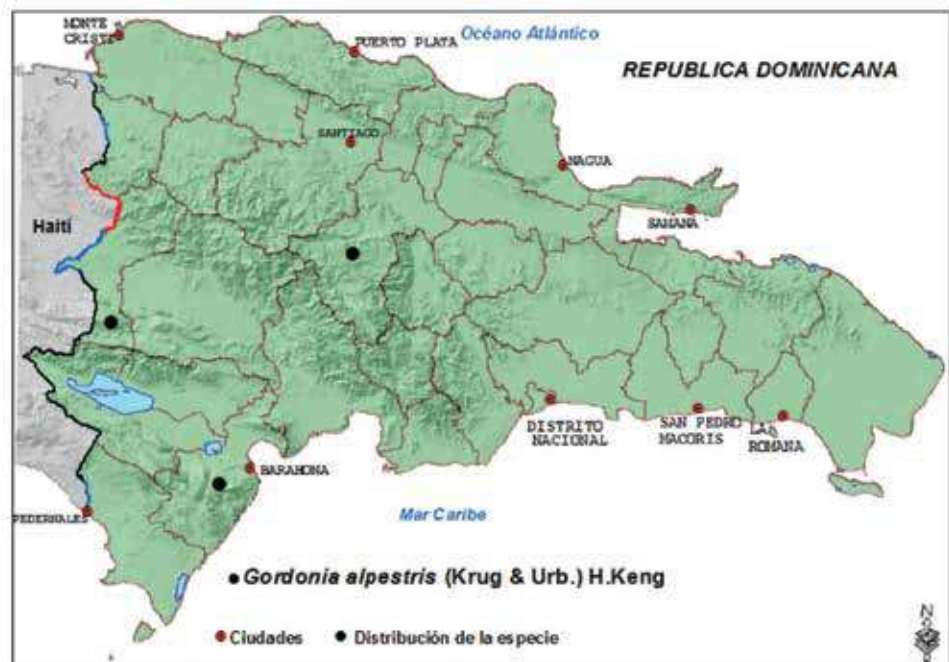 MONTE
CRISTI
PUERTO PLATA
Océano Atlántico
REPUBLICA DOMINICANA
SANTIAGO
NAGUA
SAMANA
Haití
DISTRITO
NACIONAL
SAN PEDRO
MACORIS
LA
ROMANA
BARAHONA
PEDERNALES
Mar Caribe
Gordonia alpestris (Krug & Urb.) H.Keng
Ciudades
Distribución de la especie